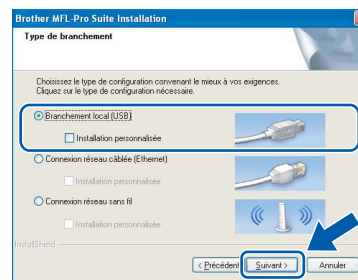 Brother MFL-Pro Suite Installation
Type de branchement
Choisissez le type de configuration convenant le mieux à vos exigences.
Cliquez sur le type de configuration nécessaire.
Branchement local (USB)
Installation personnalisée
Connexion réseau câblée (Ethernet)
Installation personnalisée
Connexion réseau sans fil
Installation personnalisée
InstallShield
< Précédent Suivant > Annuler